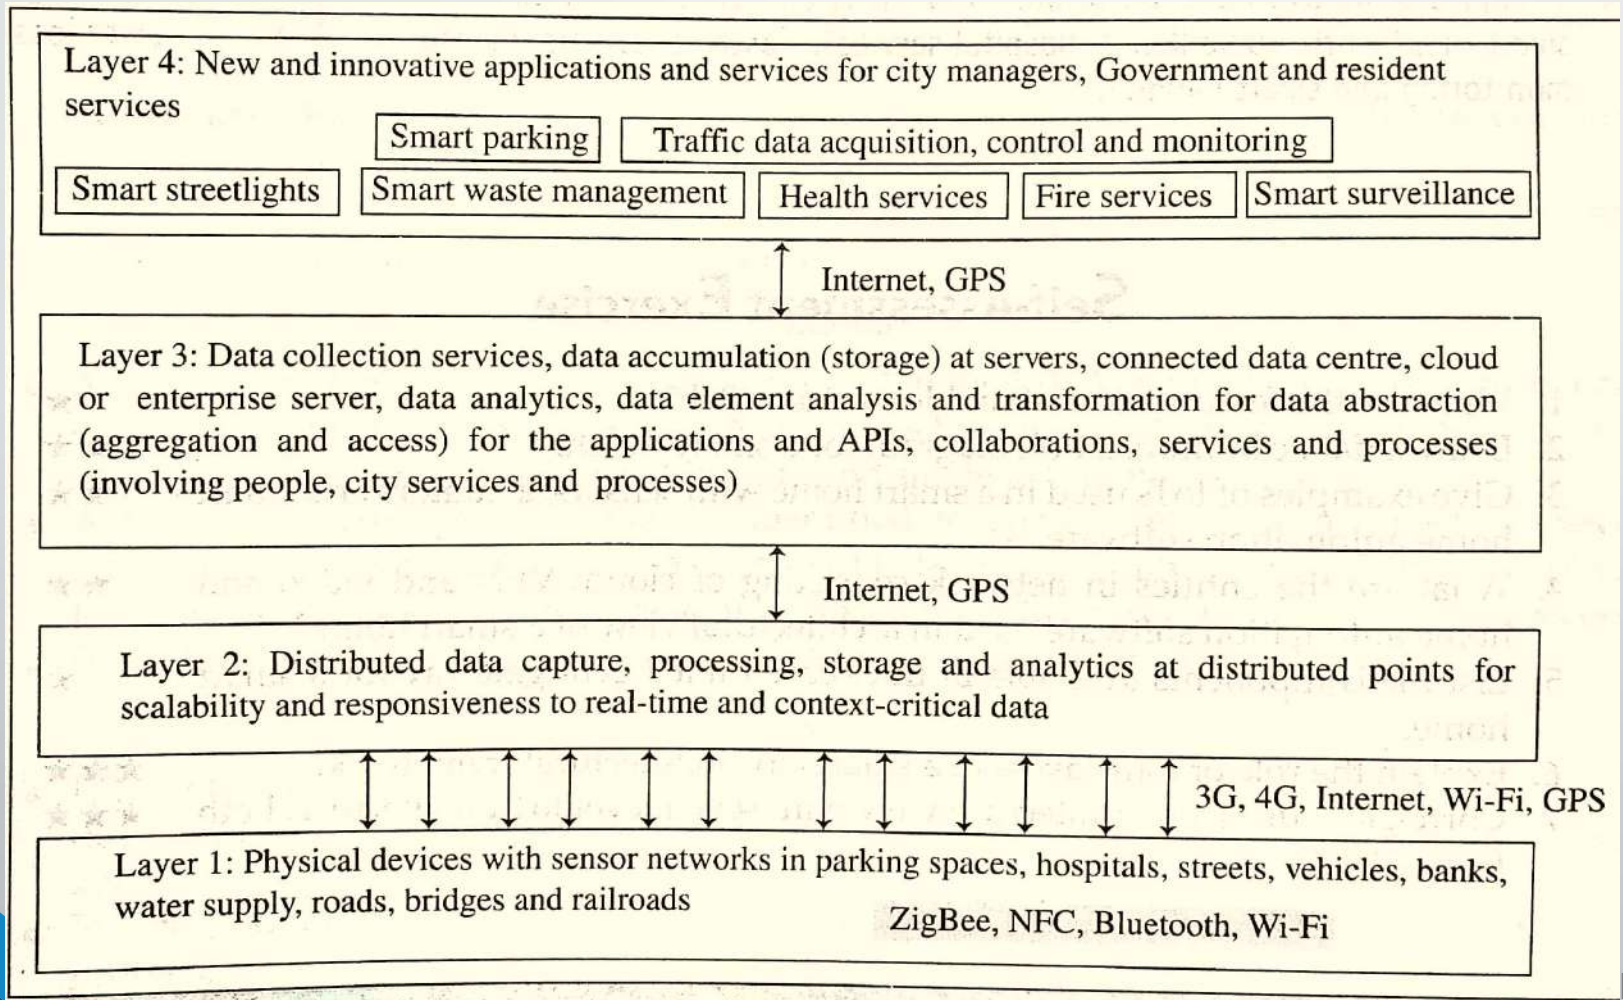 Layer 4: New and innovative applications and services for city managers, Government and resident
services
Smart parking
Traffic data acquisition, control and monitoring
Smart streetlights
Smart waste management
Health services
Fire services
Smart surveillance
Internet, GPS
Layer 3: Data collection services, data accumulation (storage) at servers, connected data centre, cloud
or enterprise server, data analytics, data element analysis and transformation for data abstraction
(aggregation and access) for the applications and APIs, collaborations, services and processes
(involving people, city services and processes)
Internet, GPS
Layer 2: Distributed data capture, processing, storage and analytics at distributed points for
scalability and responsiveness to real-time and context-critical data
3G, 4G, Internet, Wi-Fi, GPS
Layer 1: Physical devices with sensor networks in parking spaces, hospitals, streets, vehicles, banks,
water supply, roads, bridges and railroads
ZigBee, NFC, Bluetooth, Wi-Fi